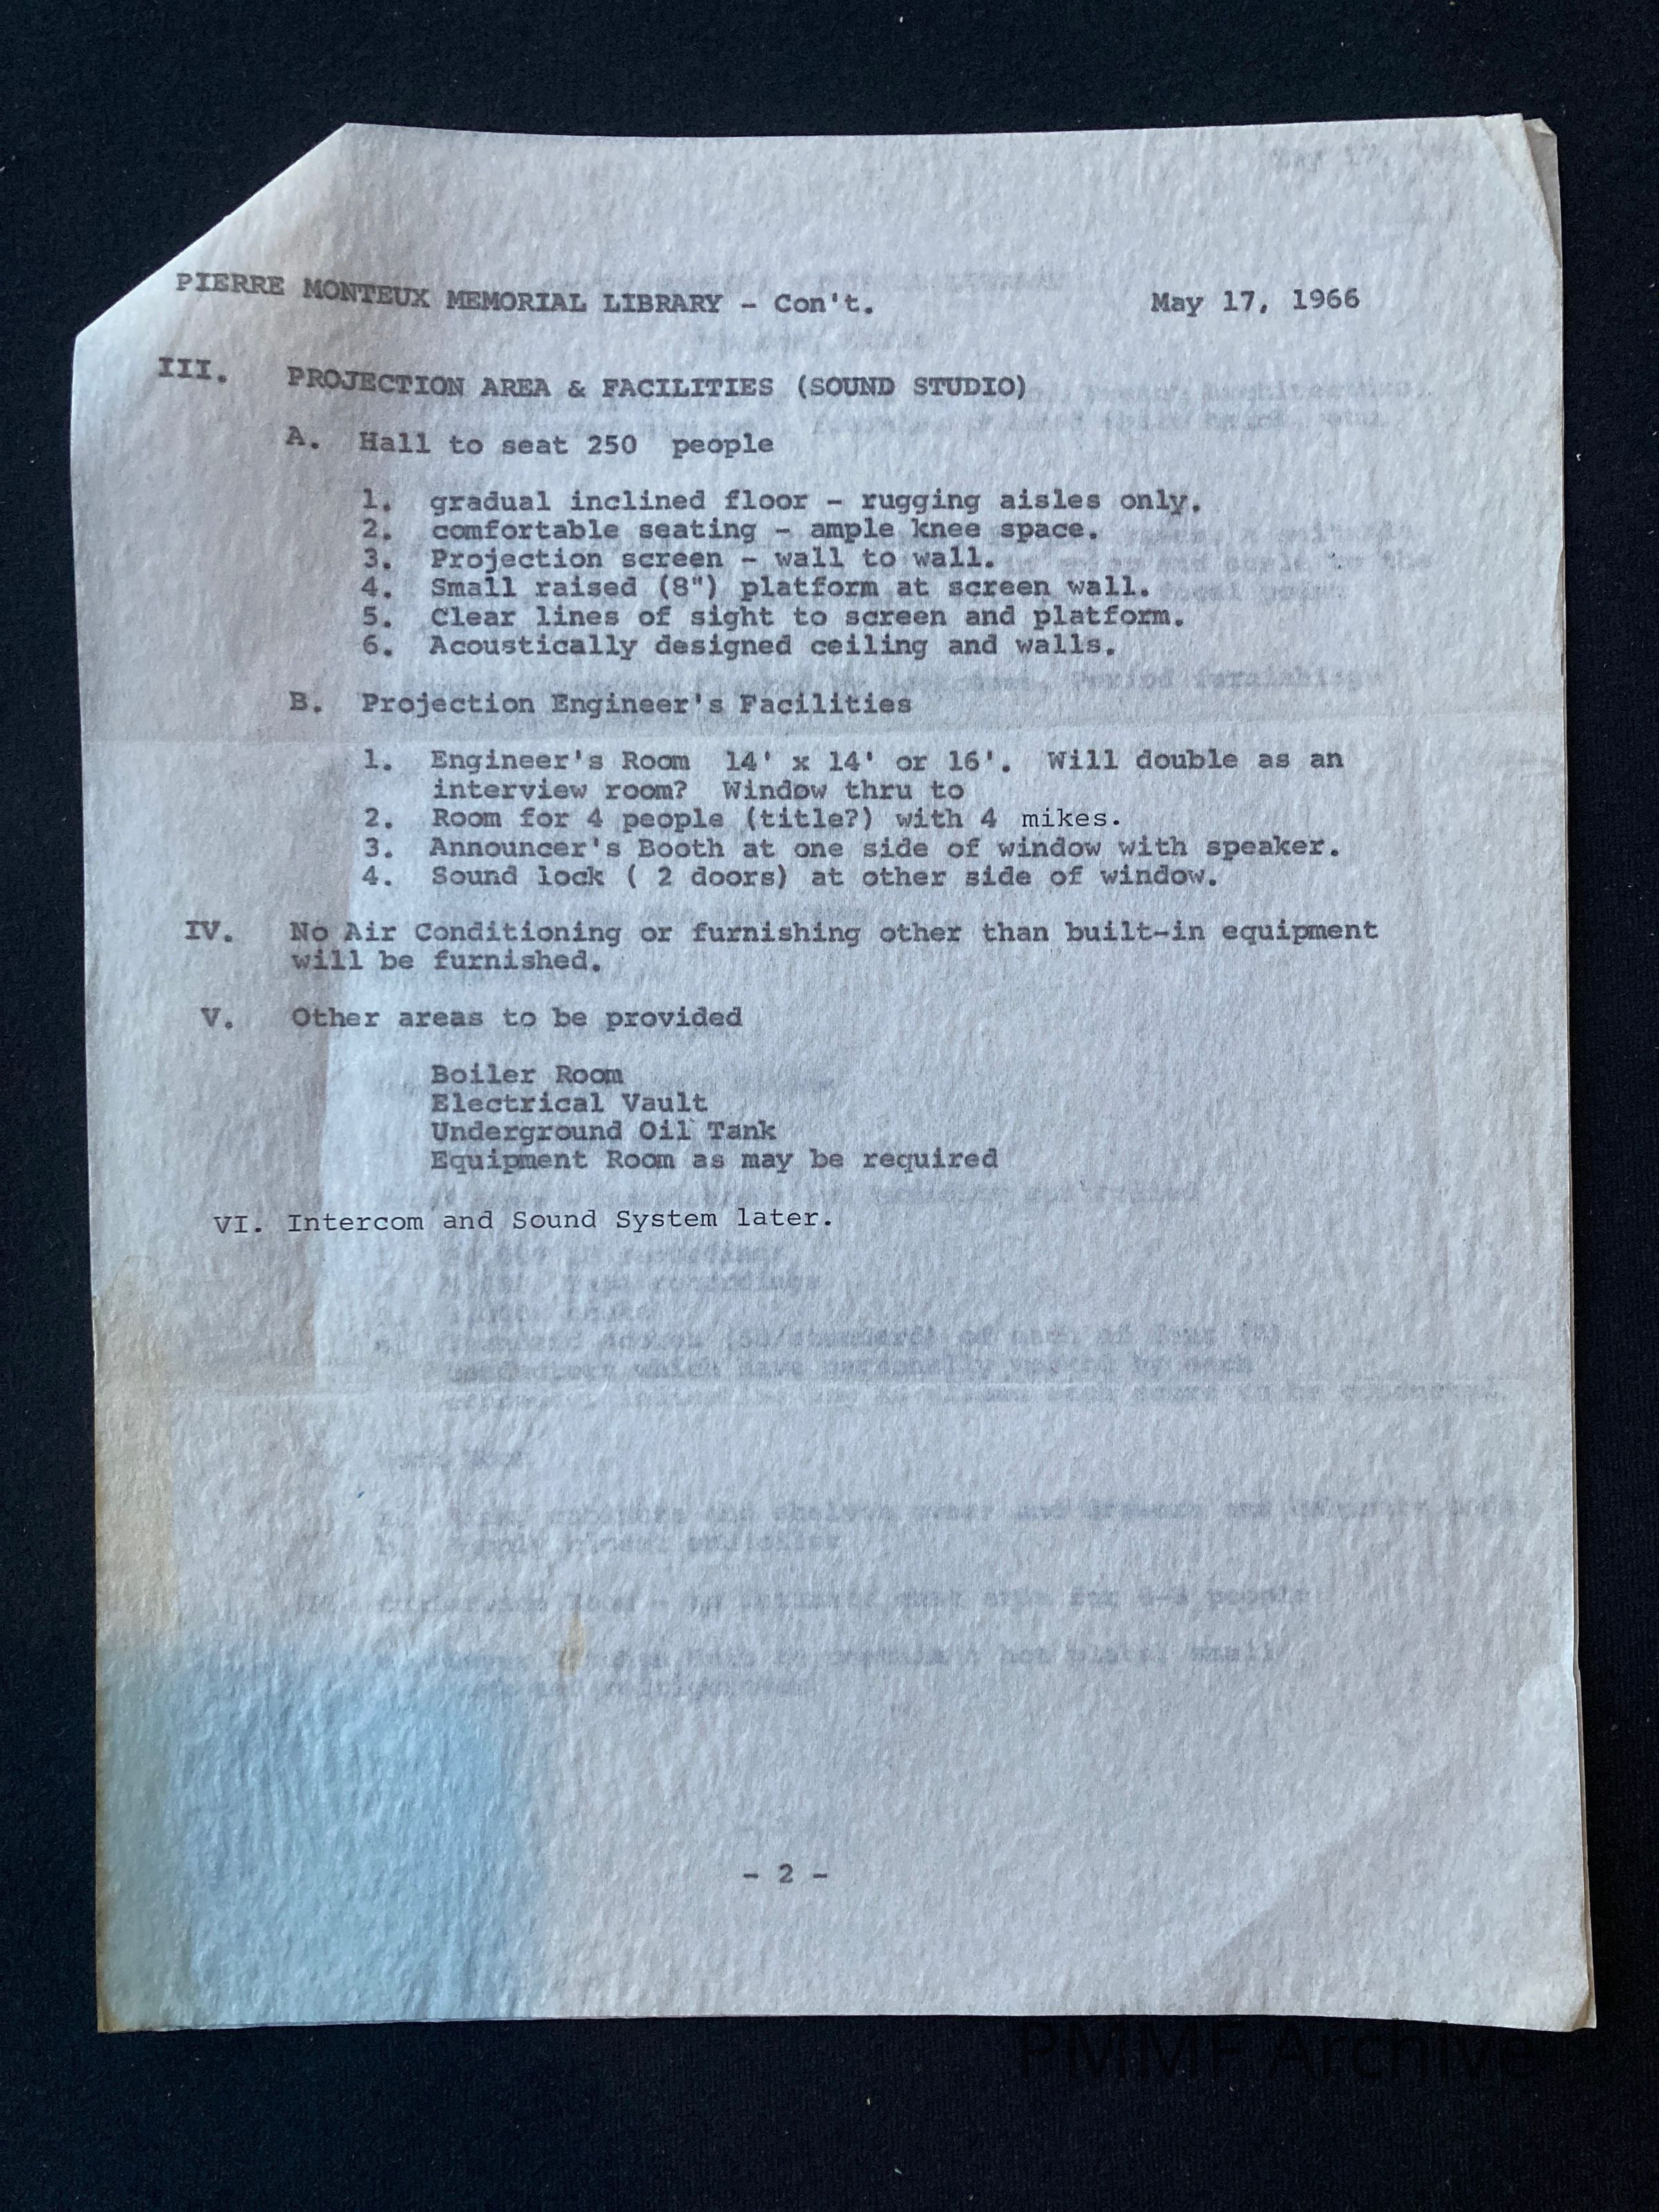 PIERRE MONTEUX MEMORIAL LIBRARY - Con't. May 17, 1966
III. PROJECTION AREA & FACILITIES (SOUND STUDIO)
A. Hall to seat 250 people
1. gradual inclined floor - rugging aisles only.
2. comfortable seating - ample knee space.
3. Projection screen - wall to wall.
4. Small raised (8") platform at screen wall.
5. Clear lines of sight to screen and platform.
6. Acoustically designed ceiling and walls.
B. Projection Engineer's Facilities
1. Engineer's Room 14' x 14' or 16'. Will double as an
interview room? Window thru to
2. Room for 4 people (title?) with 4 mikes.
3. Announcer's Booth at one side of window with speaker.
4. Sound lock ( 2 doors) at other side of window.
IV. No Air Conditioning or furnishing other than built-in equipment
will be furnished.
V. Other areas to be provided
Boiler Room
Electrical Vault
Underground Oil Tank
Equipment Room as may be required
VI. Intercom and Sound System later.
- 2 -
PMMF Archive